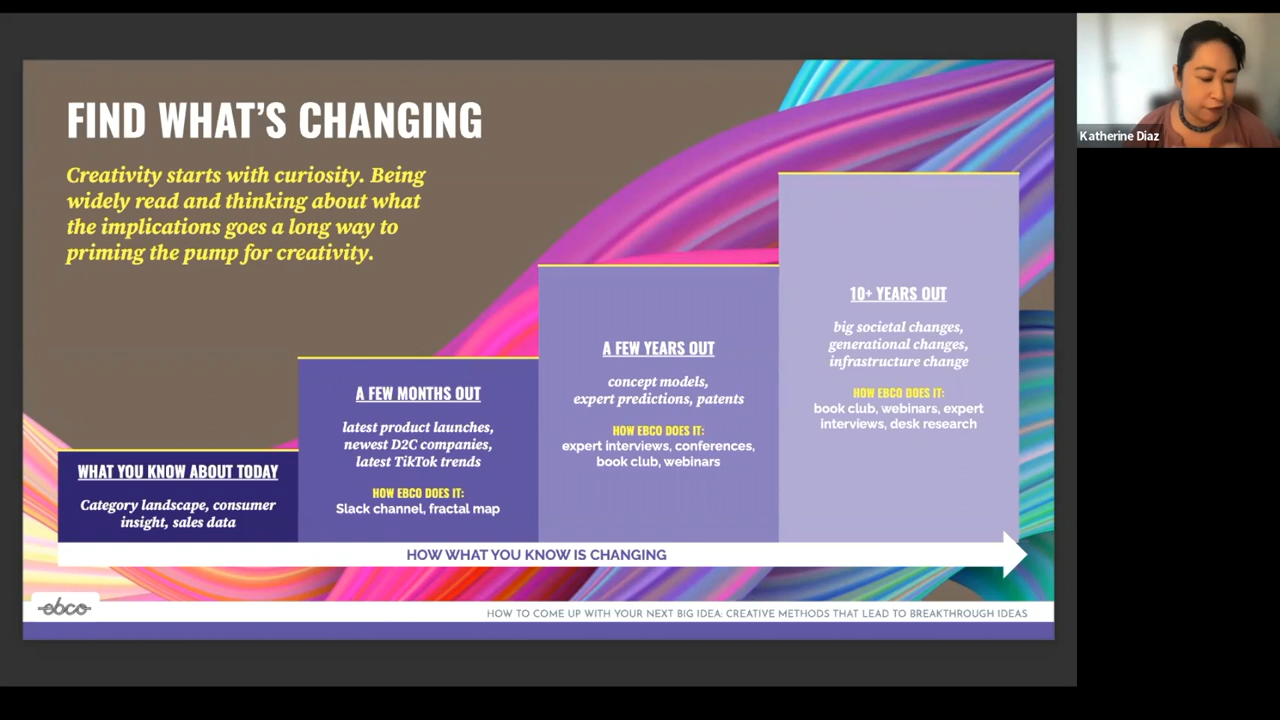 FIND WHAT'S CHANGING
Creativity starts with curiosity. Being
widely read and thinking about what
the implications goes a long way to
priming the pump for creativity.
WHAT YOU KNOW ABOUT TODAY
Category landscape, consumer
insight, sales data
A FEW MONTHS OUT
latest product launches,
newest D2C companies,
latest TikTok trends
HOW EBCO DOES IT:
Slack channel, fractal map
A FEW YEARS OUT
concept models,
expert predictions, patents
HOW EBCO DOES IT:
expert interviews, conferences,
book club, webinars
10+ YEARS OUT
big societal changes,
generational changes,
infrastructure change
HOW EBCO DOES IT:
book club, webinars, expert
interviews, desk research
HOW WHAT YOU KNOW IS CHANGING
ebco
HOW TO COME UP WITH YOUR NEXT BIG IDEA: CREATIVE METHODS THAT LEAD TO BREAKTHROUGH IDEAS
Katherine Diaz